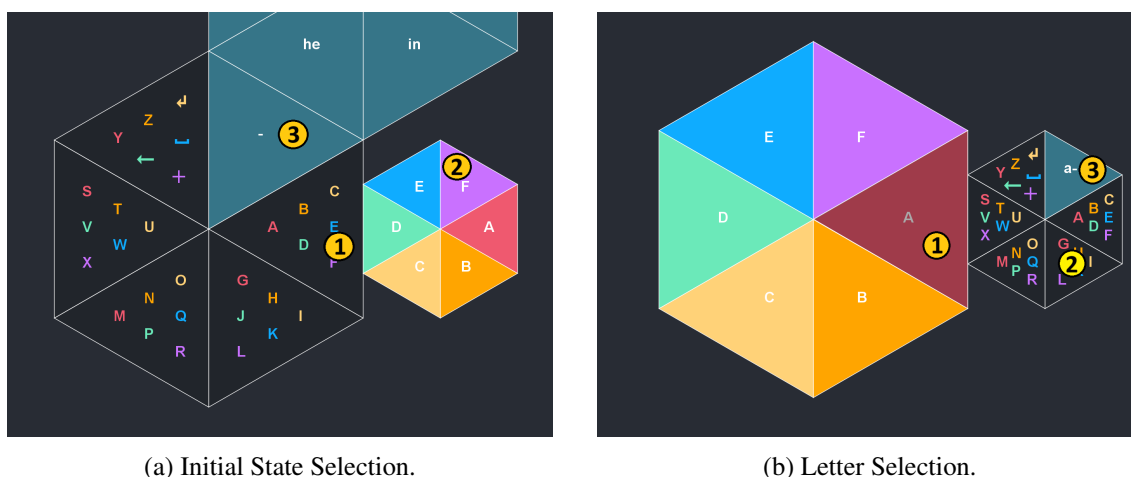 he
in
-
3
↲
Z
Y
⎵
←
+
2
E
F
D
A
C
B
S
T
V
U
W
X
C
B
A
E
D
F
1
O
N
M
Q
P
R
G
H
J
I
K
L
E
F
D
A
1
C
B
↲
Z
Y
⎵
←
+
a-
3
S
T
V
U
W
X
C
B
A
E
D
F
O
N
M
Q
P
R
G
I
L
2
(a) Initial State Selection.
(b) Letter Selection.